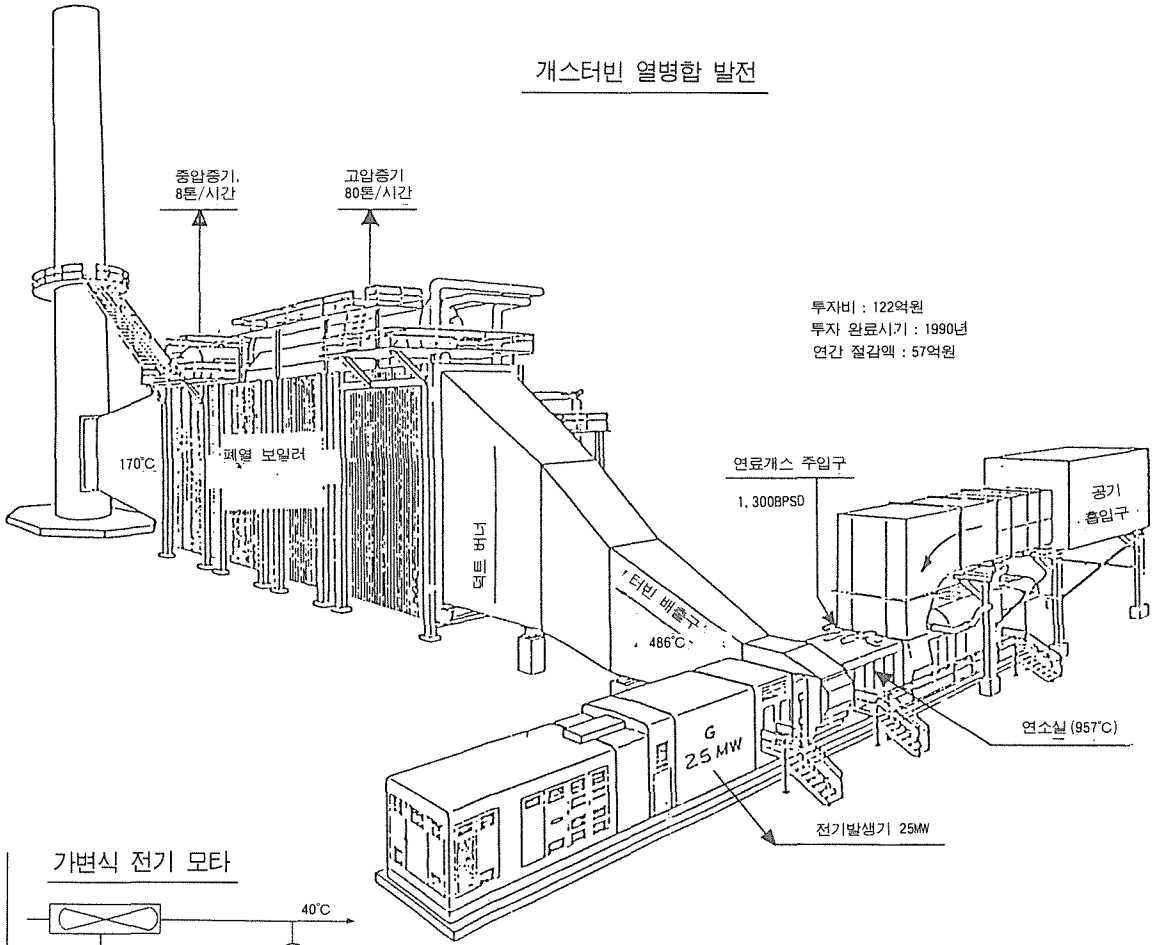 개스터빈 열병합 발전
중압증기,
8톤/시간
고압증기
80톤/시간
투자비 : 122억원
투자 완료시기 : 1990년
연간 절감액 : 57억원
170°C
폐열 보일러
덕트 버너
터빈 배출구
486°C
연료개스 주입구
1,300BPSD
공기
흡입구
연소실 (957°C)
G
25 MW
전기발생기 25MW
가변식 전기 모타
40°C